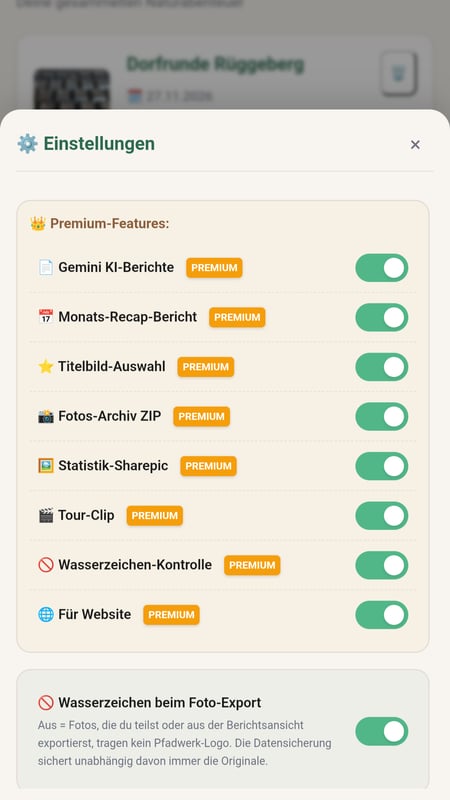 Deine gesammelten Naturabenteuer
Dorfrunde Rüggeberg
27.11.2026
Einstellungen
×
Premium-Features:
Gemini KI-Berichte PREMIUM
Monats-Recap-Bericht PREMIUM
Titelbild-Auswahl PREMIUM
Fotos-Archiv ZIP PREMIUM
Statistik-Sharepic PREMIUM
Tour-Clip PREMIUM
Wasserzeichen-Kontrolle PREMIUM
Für Website PREMIUM
Wasserzeichen beim Foto-Export
Aus = Fotos, die du teilst oder aus der Berichtsansicht
exportierst, tragen kein Pfadwerk-Logo. Die Datensicherung
sichert unabhängig davon immer die Originale.